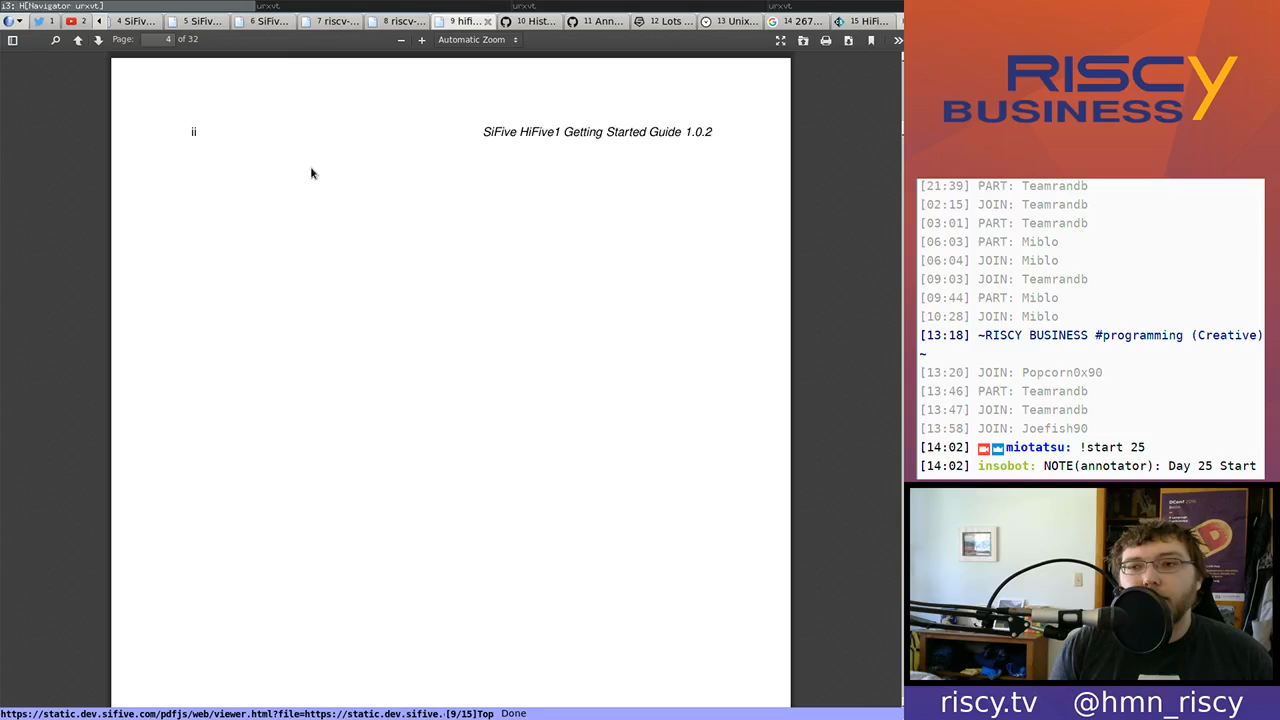 i3: H[Navigator urxvt]
urxvt
urxvt
urxvt
1
4 SiFiv...
5 SiFiv...
6 SiFiv...
7 riscv-...
8 riscv-...
9 hifi...
10 Hist...
11 Ann...
12 Lots ...
13 Unix...
14 267...
15 HiFi...
Page: 4 of 32
Automatic Zoom
ii
SiFive HiFive1 Getting Started Guide 1.0.2
https://static.dev.sifive.com/pdfjs/web/viewer.html?file=https://static.dev.sifive. [9/15]Top Done
RISCY
BUSINESS
[21:39] PART: Teamrandb
[02:15] JOIN: Teamrandb
[03:01] PART: Teamrandb
[06:03] PART: Miblo
[06:04] JOIN: Miblo
[09:03] JOIN: Teamrandb
[09:44] PART: Miblo
[10:28] JOIN: Miblo
[13:18] ~RISCY BUSINESS #programming (Creative)
~
[13:20] JOIN: Popcorn0x90
[13:46] PART: Teamrandb
[13:47] JOIN: Teamrandb
[13:58] JOIN: Joefish90
[14:02] miotatsu: !start 25
[14:02] insobot: NOTE(annotator): Day 25 Start
riscy.tv @hmn_riscy